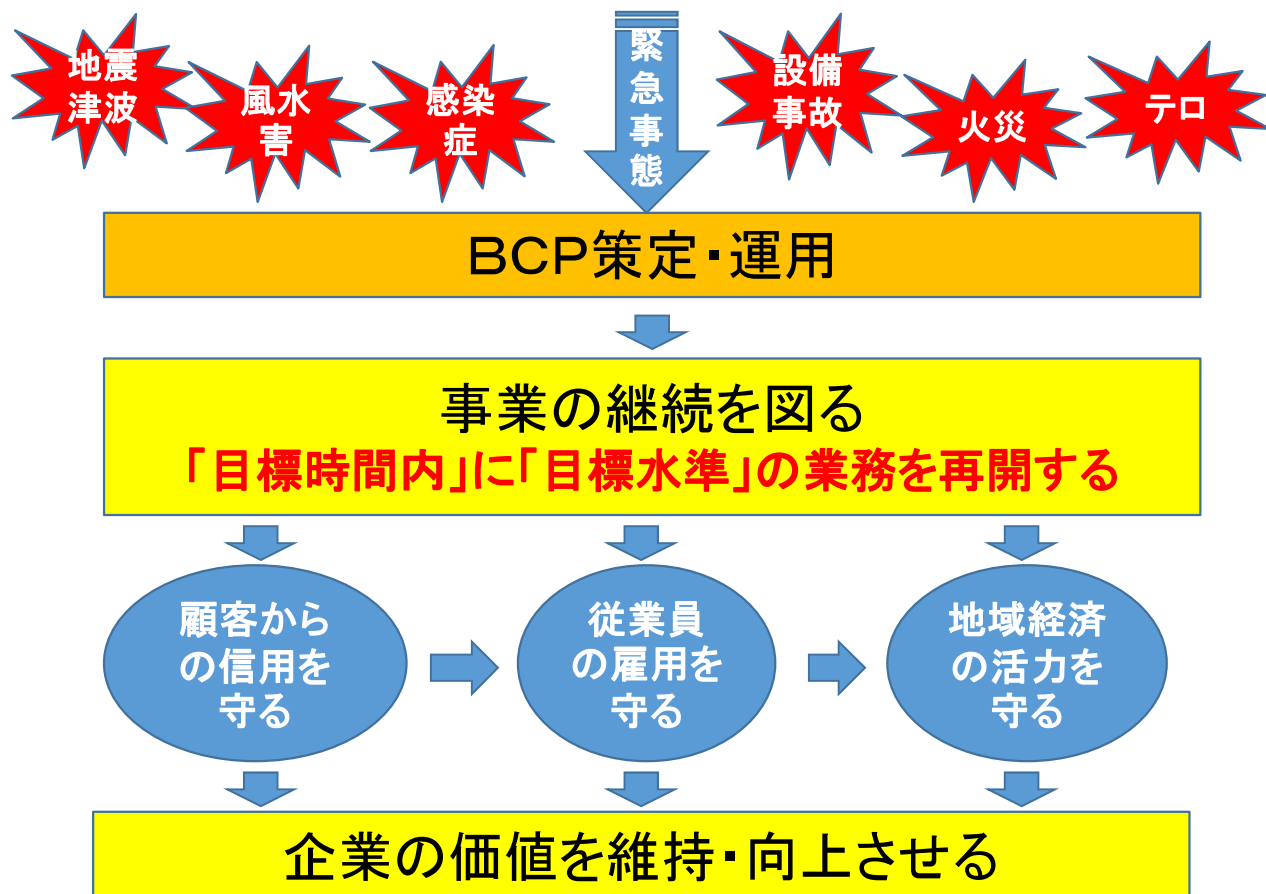 地震
津波
風水
害
感染
症
緊急事態
設備
事故
火災
テロ
BCP策定・運用
事業の継続を図る
「目標時間内」に「目標水準」の業務を再開する
顧客から
の信用を
守る
従業員
の雇用を
守る
地域経済
の活力を
守る
企業の価値を維持・向上させる